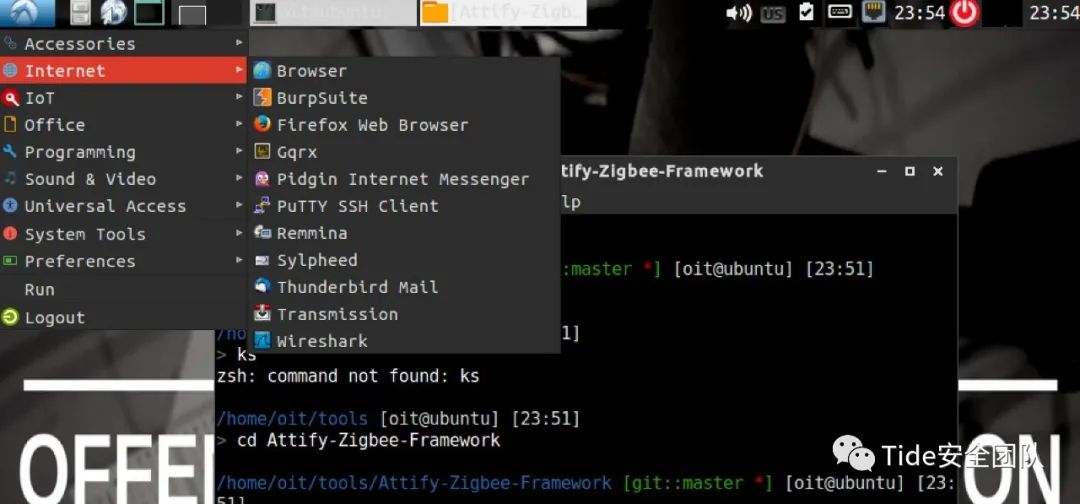 [Attify-Zigb...
US
23:54
23:54
Accessories
Internet
IoT
Office
Programming
Sound & Video
Universal Access
System Tools
Preferences
Run
Logout
Browser
BurpSuite
Firefox Web Browser
Gqrx
Pidgin Internet Messenger
PuTTY SSH Client
Remmina
Sylpheed
Thunderbird Mail
Transmission
Wireshark
tify-Zigbee-Framework
lp
:master *] [oit@ubuntu] [23:51]
/ho
1]
> ks
zsh: command not found: ks
/home/oit/tools [oit@ubuntu] [23:51]
> cd Attify-Zigbee-Framework
/home/oit/tools/Attify-Zigbee-Framework [git::master *] [oit@ubuntu] [23:
51]
OFFE
ON
Tide安全团队